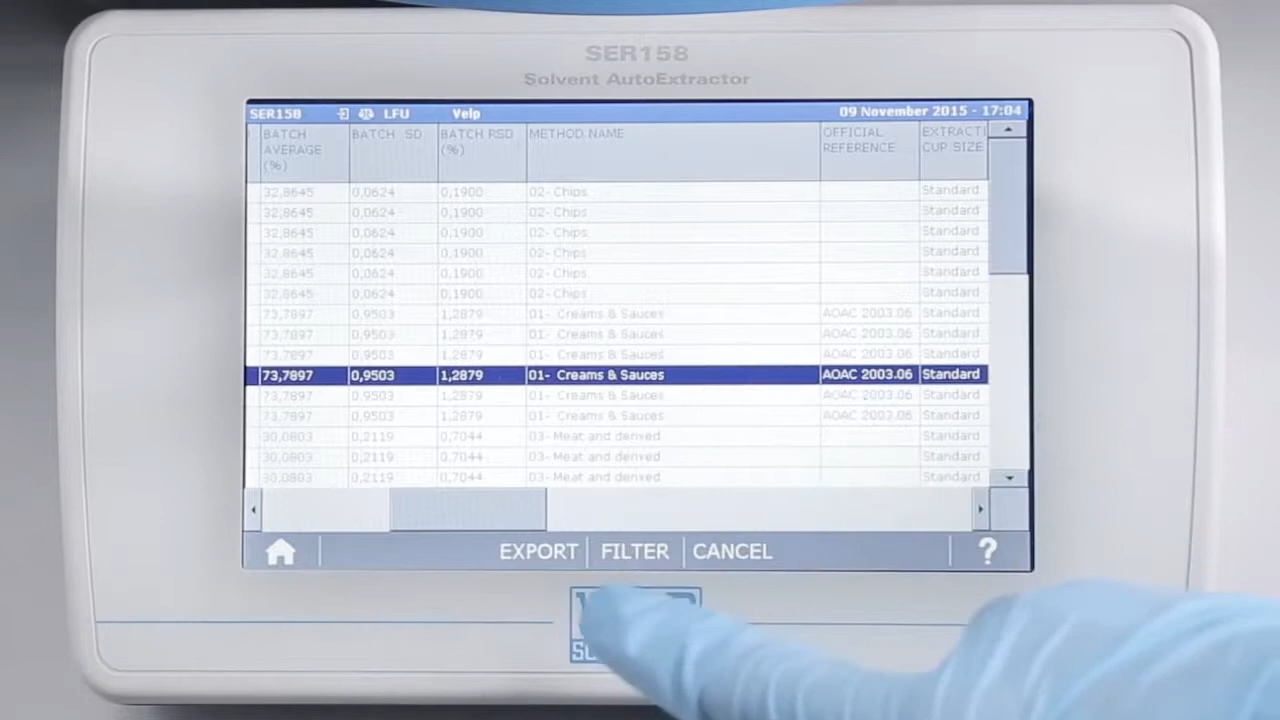 SER158
Solvent AutoExtractor
SER158 LFU Velp 09 November 2015 - 17:04
BATCH AVERAGE (%) BATCH SD BATCH RSD (%) METHOD NAME OFFICIAL REFERENCE EXTRACTI CUP SIZE
32,8645 0,0624 0,1900 02- Chips Standard
32,8645 0,0624 0,1900 02- Chips Standard
32,8645 0,0624 0,1900 02- Chips Standard
32,8645 0,0624 0,1900 02- Chips Standard
32,8645 0,0624 0,1900 02- Chips Standard
32,8645 0,0624 0,1900 02- Chips Standard
73,7897 0,9503 1,2879 01- Creams & Sauces AOAC 2003.06 Standard
73,7897 0,9503 1,2879 01- Creams & Sauces AOAC 2003.06 Standard
73,7897 0,9503 1,2879 01- Creams & Sauces AOAC 2003.06 Standard
73,7897 0,9503 1,2879 01- Creams & Sauces AOAC 2003.06 Standard
73,7897 0,9503 1,2879 01- Creams & Sauces AOAC 2003.06 Standard
73,7897 0,9503 1,2879 01- Creams & Sauces AOAC 2003.06 Standard
30,0803 0,2119 0,7044 03- Meat and derived Standard
30,0803 0,2119 0,7044 03- Meat and derived Standard
30,0803 0,2119 0,7044 03- Meat and derived Standard
EXPORT FILTER CANCEL ?